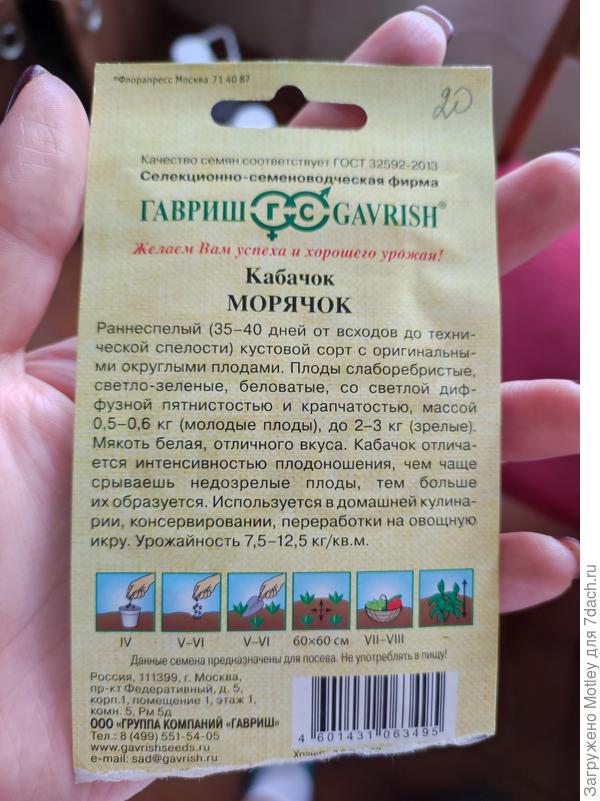 ®Флорапресс Москва 71 40 87
20
Качество семян соответствует ГОСТ 32592-2013
Селекционно-семеноводческая фирма
ГАВРИШ ГС GAVRISH®
Желаем Вам успеха и хорошего урожая!
Кабачок
МОРЯЧОК
Раннеспелый (35–40 дней от всходов до техни-
ческой спелости) кустовой сорт с оригинальны-
ми округлыми плодами. Плоды слаборебристые,
светло-зеленые, беловатые, со светлой диф-
фузной пятнистостью и крапчатостью, массой
0,5–0,6 кг (молодые плоды), до 2–3 кг (зрелые).
Мякоть белая, отличного вкуса. Кабачок отлича-
ется интенсивностью плодоношения, чем чаще
срываешь недозрелые плоды, тем больше
их образуется. Используется в домашней кулина-
рии, консервировании, переработки на овощную
икру. Урожайность 7,5–12,5 кг/кв.м.
IV V–VI V–VI 60×60 см VII–VIII
Данные семена предназначены для посева. Не употреблять в пищу!
Россия, 111399, г. Москва,
пр-кт Федеративный, д. 5,
корп.1, помещение 1, этаж 1,
комн. 5, Рм 5д
ООО «ГРУППА КОМПАНИЙ «ГАВРИШ»
Тел.: 8 (499) 551-54-05
www.gavrishseeds.ru
e-mail: sad@gavrish.ru
4 601431 063495
Загружено Motley для 7dach.ru